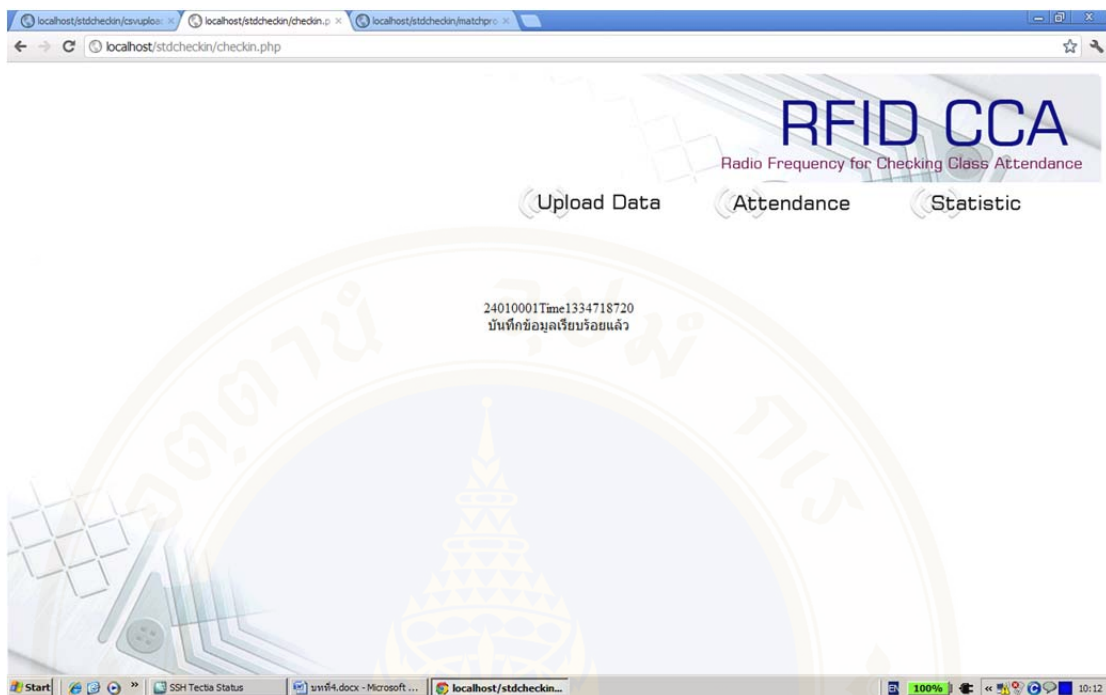 localhost/stdcheckin/csvuploac
localhost/stdcheckin/checkin.p
localhost/stdcheckin/matchpro
localhost/stdcheckin/checkin.php
RFID CCA
Radio Frequency for Checking Class Attendance
Upload Data
Attendance
Statistic
24010001Time1334718720
บันทึกข้อมูลเรียบร้อยแล้ว
Start
SSH Tectia Status
บทที่4.docx - Microsoft ...
localhost/stdcheckin...
100%
10:12